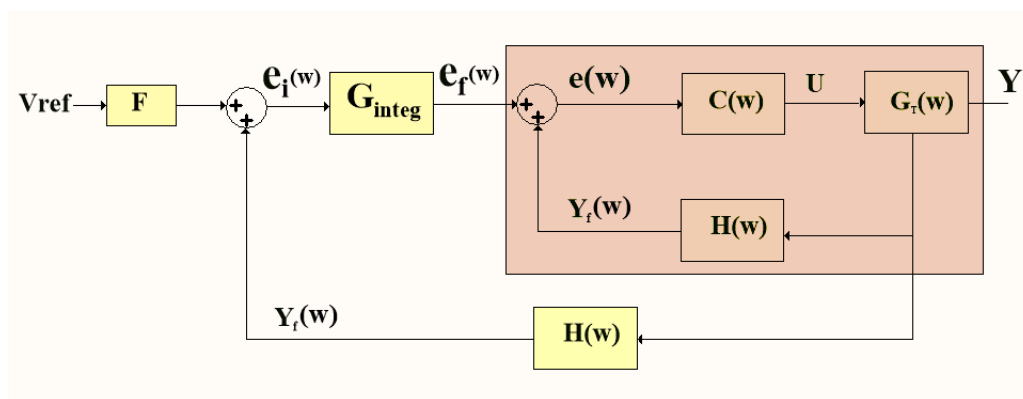 Vref
F
+
+
ei(w)
Ginteg
ef(w)
+
+
e(w)
C(w)
U
GT(w)
Y
Yf(w)
H(w)
Yf(w)
H(w)